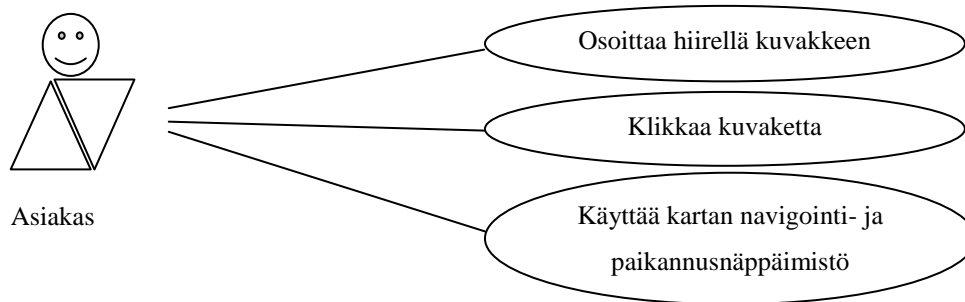 Osoittaa hiirellä kuvakkeen
Klikkaa kuvaketta
Asiakas
Käyttää kartan navigointi- ja
paikannusnäppäimistö